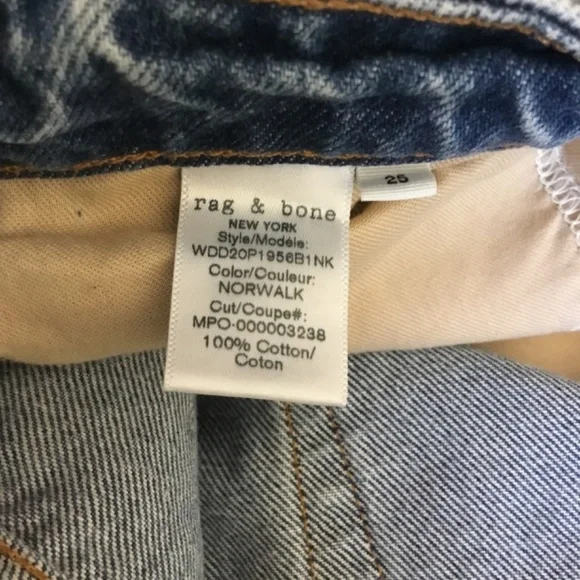 rag & bone
NEW YORK
Style/Modèle:
WDD20P1956B1NK
Color/Couleur:
NORWALK
Cut/Coupe#:
MPO-000003238
100% Cotton/
Coton
25